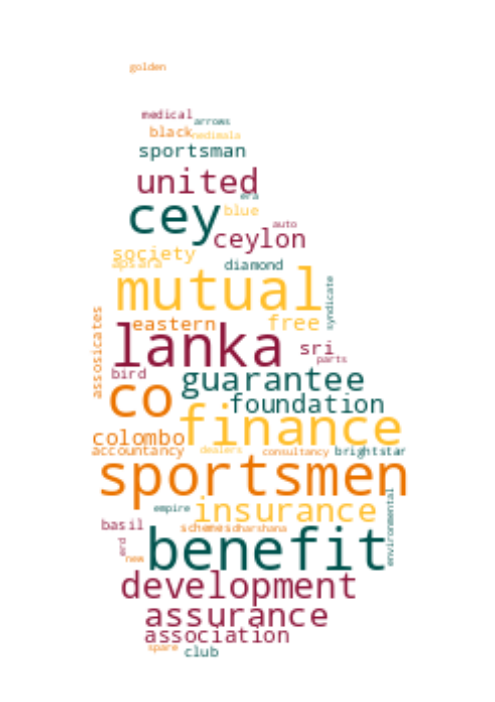 golden
medical
arrows
black nedimala
sportsman
united
era
cey blue
auto
ceylon
society
apsara diamond
mutual
syndicate
eastern free
assosicates
lanka sri
parts
bird
guarantee
co foundation
finance
colombo
accountancy dealers consultancy brightstar
sportsmen
environmental
empire insurance
basil schemes dharshana
erd
new benefit
development
assurance
association
spare club